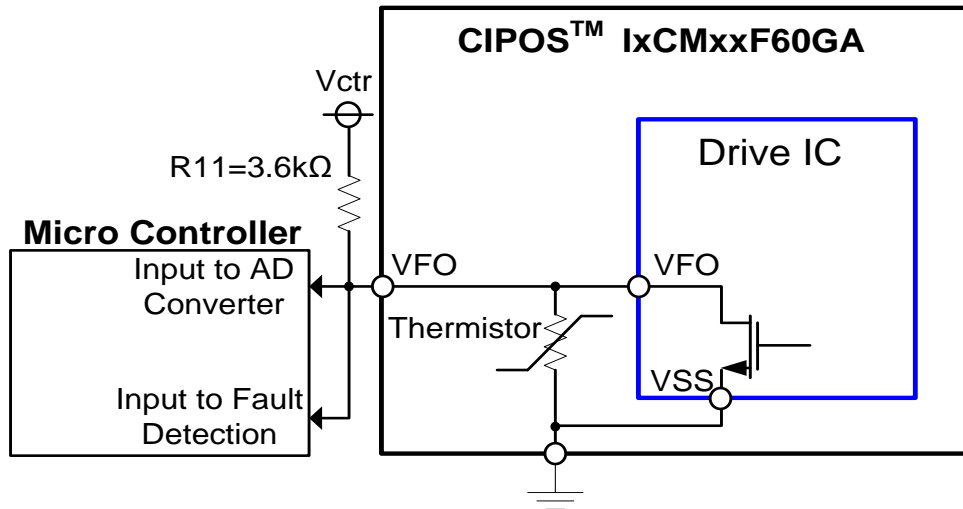 CIPOS™ IxCMxxF60GA
Vctr
Drive IC
R11=3.6kΩ
Micro Controller
Input to AD
Converter
VFO
VFO
Thermistor
VSS
Input to Fault
Detection